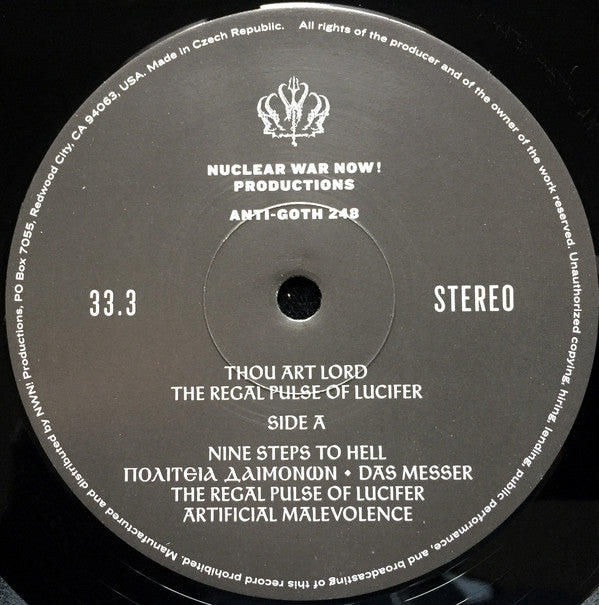 Manufactured and distributed by NWN! Productions, PO Box 7055, Redwood City, CA 94063, USA. Made in Czech Republic. All rights of the producer and of the owner of the work reserved. Unauthorized copying, hiring, lending, public performance, and broadcasting of this record prohibited.
NUCLEAR WAR NOW!
PRODUCTIONS
ANTI-GOTH 248
33.3
STEREO
THOU ART LORD
THE REGAL PULSE OF LUCIFER
SIDE A
NINE STEPS TO HELL
ΠΟΛΙΤΕΙΑ ΔΑΙΜΟΝΩΝ • DAS MESSER
THE REGAL PULSE OF LUCIFER
ARTIFICIAL MALEVOLENCE